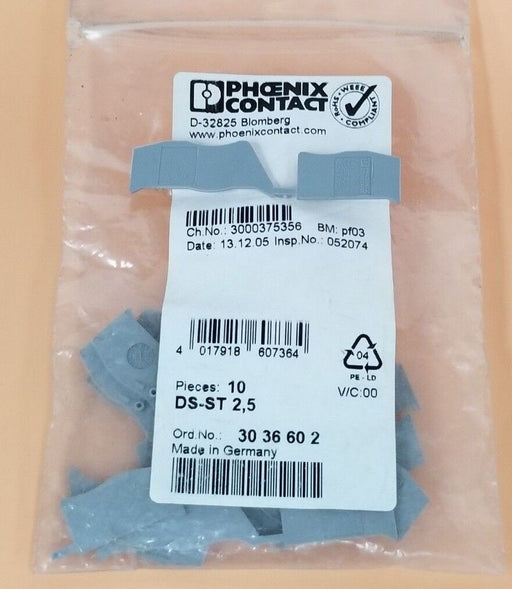 PHŒNIX
CONTACT
WEEE · COMPLIANT · RoHS
D-32825 Blomberg
www.phoenixcontact.com
Ch.No.: 3000375356 BM: pf03
Date: 13.12.05 Insp.No.: 052074
4 017918 607364
04
PE-LD
Pieces: 10
V/C:00
DS-ST 2,5
Ord.No.: 30 36 60 2
Made in Germany